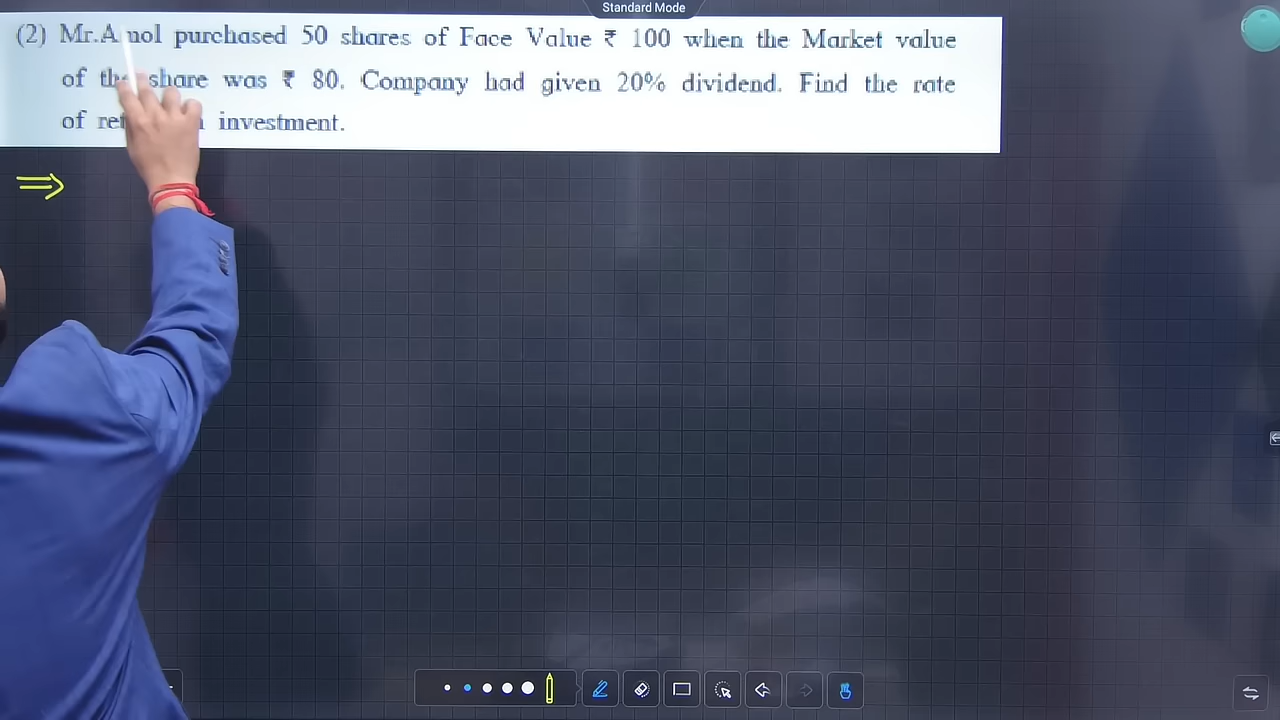 Standard Mode
(2) Mr.A nol purchased 50 shares of Face Value ₹ 100 when the Market value
of the share was ₹ 80. Company had given 20% dividend. Find the rate
of investment.